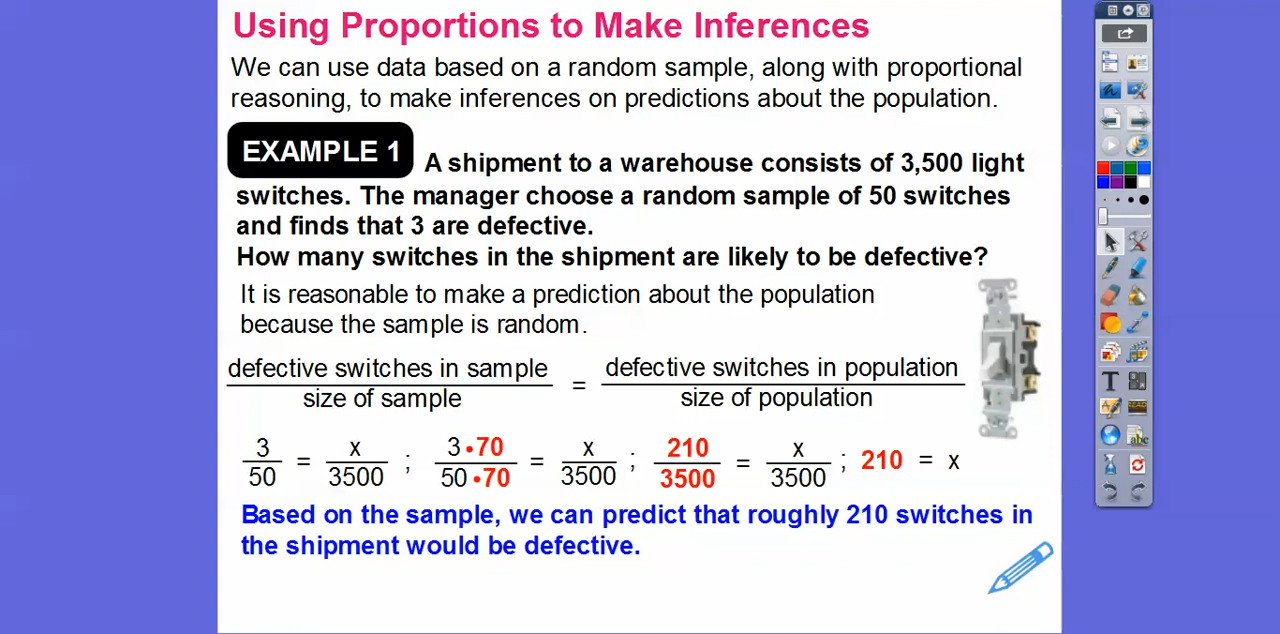 Using Proportions to Make Inferences
We can use data based on a random sample, along with proportional
reasoning, to make inferences on predictions about the population.
EXAMPLE 1 A shipment to a warehouse consists of 3,500 light
switches. The manager choose a random sample of 50 switches
and finds that 3 are defective.
How many switches in the shipment are likely to be defective?
It is reasonable to make a prediction about the population
because the sample is random.
defective switches in sample / size of sample = defective switches in population / size of population
3/50 = x/3500 ; 3•70/50•70 = x/3500 ; 210/3500 = x/3500 ; 210 = x
Based on the sample, we can predict that roughly 210 switches in
the shipment would be defective.